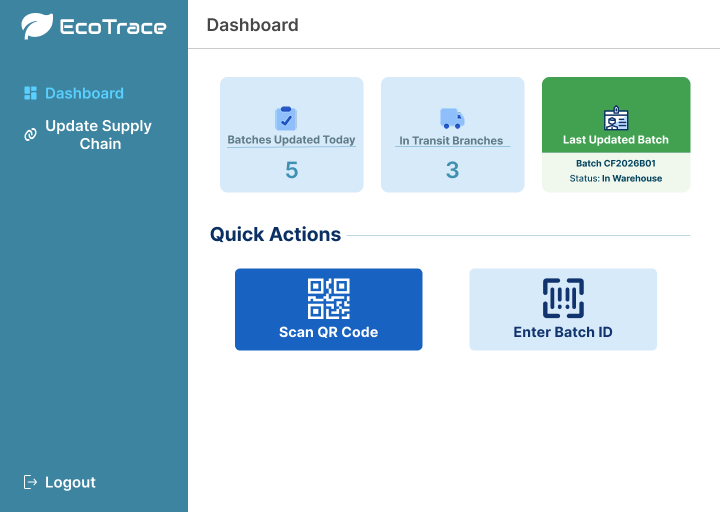 EcoTrace
Dashboard
Update Supply
Chain
Logout
Dashboard
Batches Updated Today
5
In Transit Branches
3
Last Updated Batch
Batch CF2026B01
Status: In Warehouse
Quick Actions
Scan QR Code
Enter Batch ID